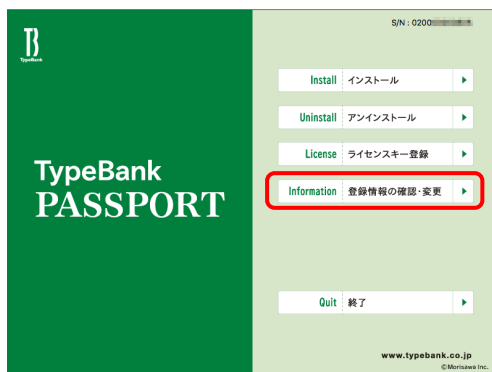 S/N : 0200
TB
TypeBank
Install インストール
Uninstall アンインストール
License ライセンスキー登録
TypeBank
PASSPORT
Information 登録情報の確認・変更
Quit 終了
www.typebank.co.jp
©Morisawa Inc.